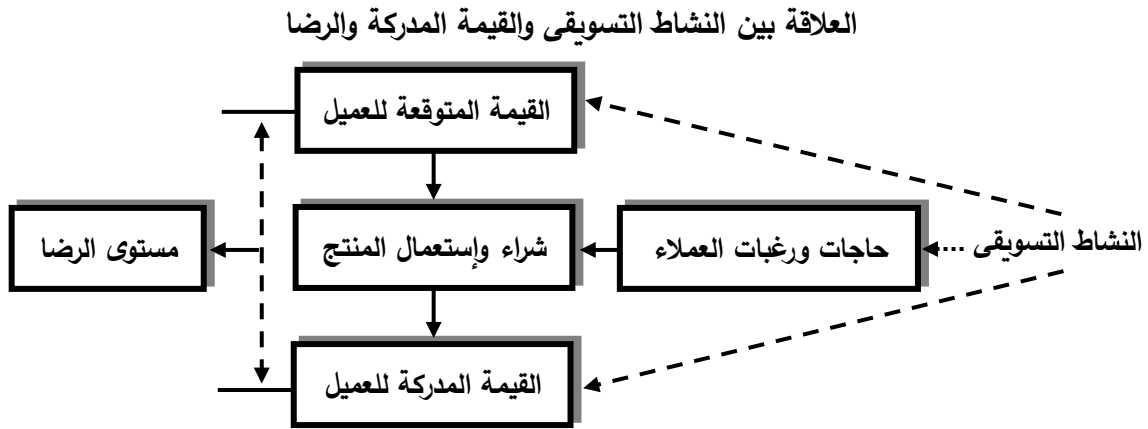 العلاقة بين النشاط التسويقى والقيمة المدركة والرضا
القيمة المتوقعة للعميل
النشاط التسويقى ....
حاجات ورغبات العملاء
شراء وإستعمال المنتج
مستوى الرضا
القيمة المدركة للعميل